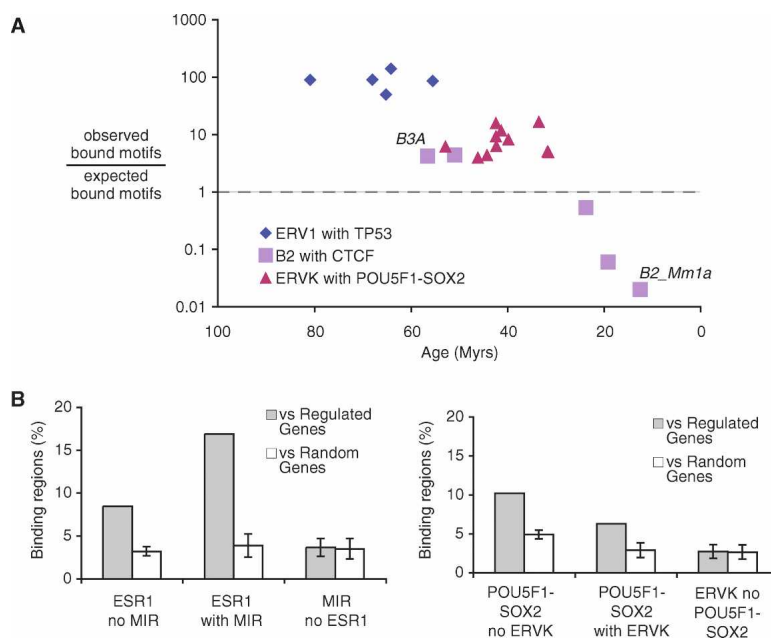 A
1000
100
10
1
0.1
0.01
observed
bound motifs
expected
bound motifs
B3A
B2_Mm1a
ERV1 with TP53
B2 with CTCF
ERVK with POU5F1-SOX2
100
80
60
40
20
0
Age (Myrs)
B
20
15
10
5
0
Binding regions (%)
vs Regulated
Genes
vs Random
Genes
ESR1
no MIR
ESR1
with MIR
MIR
no ESR1
20
15
10
5
0
Binding regions (%)
vs Regulated
Genes
vs Random
Genes
POU5F1-
SOX2
no ERVK
POU5F1-
SOX2
with ERVK
ERVK no
POU5F1-
SOX2